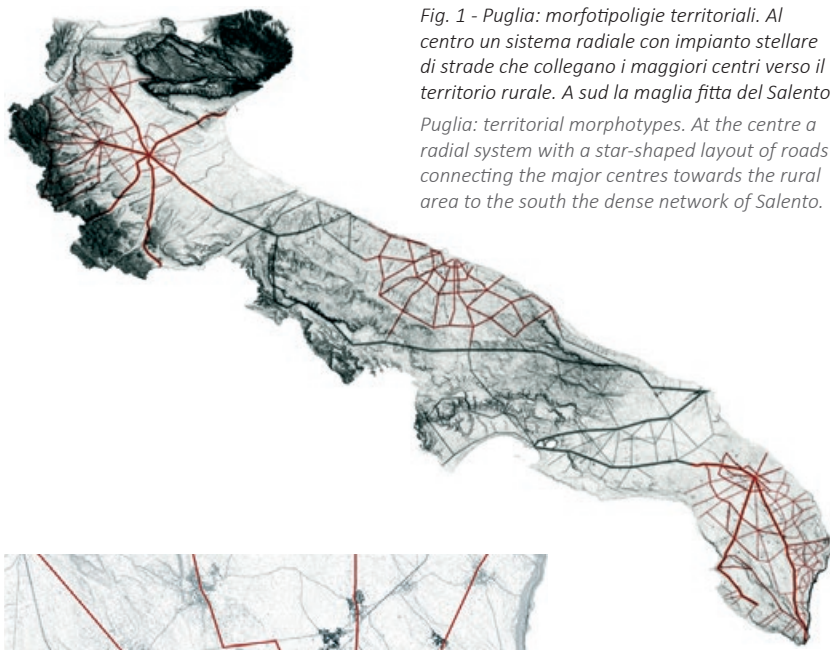 Fig. 1 - Puglia: morfotipoligie territoriali. Al
centro un sistema radiale con impianto stellare
di strade che collegano i maggiori centri verso il
territorio rurale. A sud la maglia fitta del Salento
Puglia: territorial morphotypes. At the centre a
radial system with a star-shaped layout of roads
connecting the major centres towards the rural
area to the south the dense network of Salento.